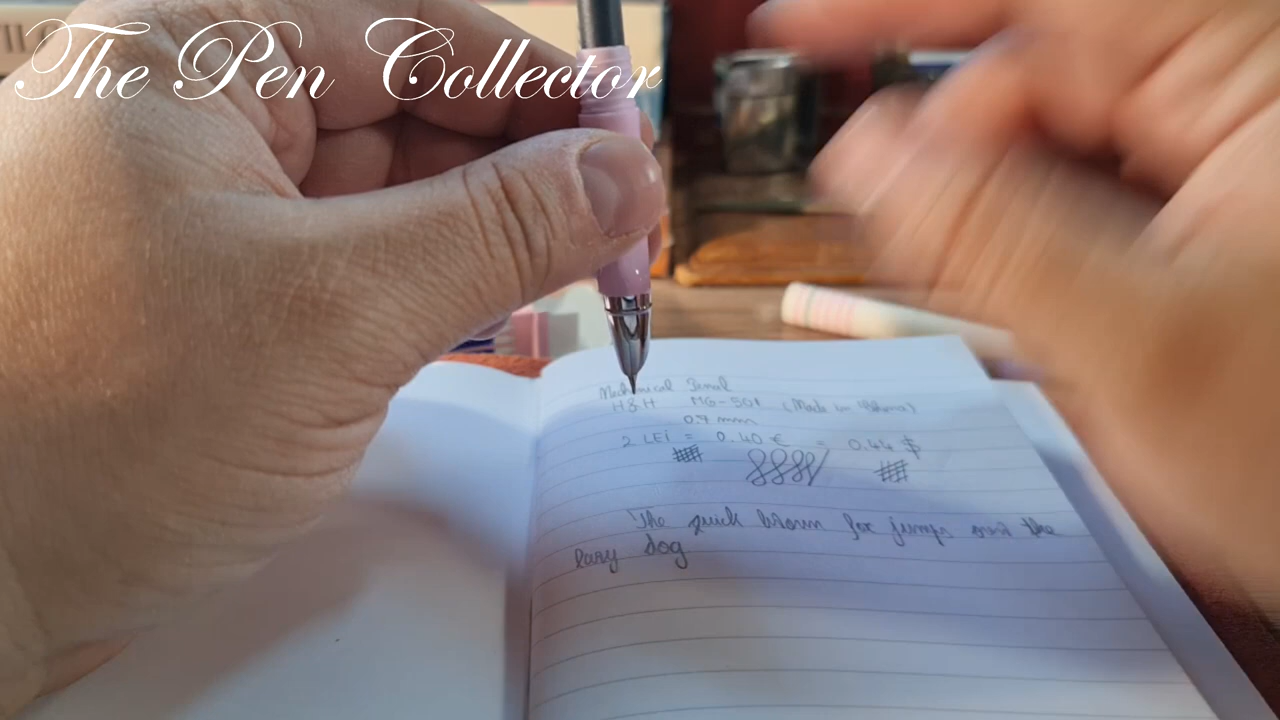 The Pen Collector
Mechanical Penal
H&H MG-501 (Made in China)
0.7 mm
2 LEI = 0.40 € = 0.44 $
The quick brown fox jumps over the
lazy dog